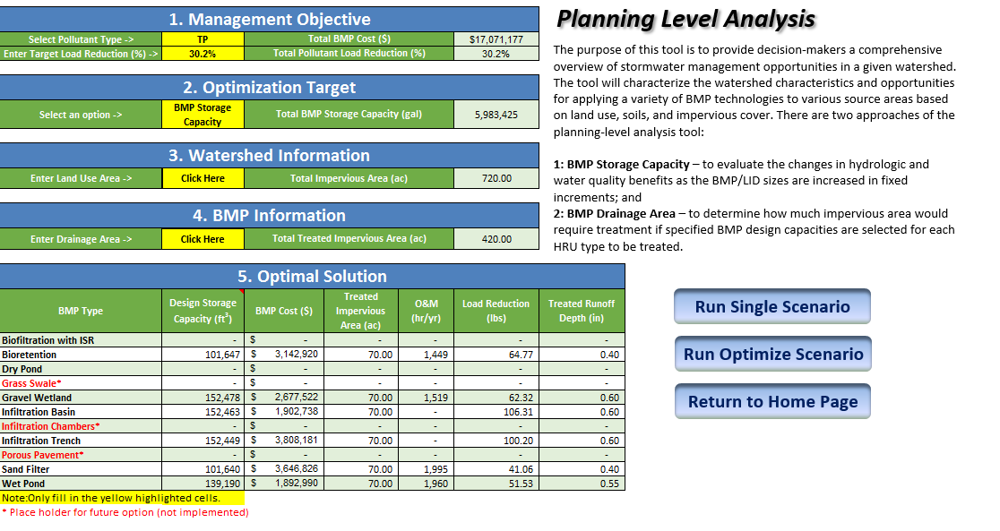 1. Management Objective
Select Pollutant Type -> TP Total BMP Cost ($) $17,071,177
Enter Target Load Reduction (%) -> 30.2% Total Pollutant Load Reduction (%) 30.2%
2. Optimization Target
Select an option -> BMP Storage Capacity Total BMP Storage Capacity (gal) 5,983,425
3. Watershed Information
Enter Land Use Area -> Click Here Total Impervious Area (ac) 720.00
4. BMP Information
Enter Drainage Area -> Click Here Total Treated Impervious Area (ac) 420.00
Planning Level Analysis
The purpose of this tool is to provide decision-makers a comprehensive
overview of stormwater management opportunities in a given watershed.
The tool will characterize the watershed characteristics and opportunities
for applying a variety of BMP technologies to various source areas based
on land use, soils, and impervious cover. There are two approaches of the
planning-level analysis tool:
1: BMP Storage Capacity – to evaluate the changes in hydrologic and
water quality benefits as the BMP/LID sizes are increased in fixed
increments; and
2: BMP Drainage Area – to determine how much impervious area would
require treatment if specified BMP design capacities are selected for each
HRU type to be treated.
5. Optimal Solution
BMP Type Design Storage Capacity (ft³) BMP Cost ($) Treated Impervious Area (ac) O&M (hr/yr) Load Reduction (lbs) Treated Runoff Depth (in)
Biofiltration with ISR - $ - - - - -
Bioretention 101,647 $ 3,142,920 70.00 1,449 64.77 0.40
Dry Pond - $ - - - - -
Grass Swale* - $ - - - - -
Gravel Wetland 152,478 $ 2,677,522 70.00 1,519 62.32 0.60
Infiltration Basin 152,463 $ 1,902,738 70.00 - 106.31 0.60
Infiltration Chambers* - $ - - - - -
Infiltration Trench 152,449 $ 3,808,181 70.00 - 100.20 0.60
Porous Pavement* - $ - - - - -
Sand Filter 101,640 $ 3,646,826 70.00 1,995 41.06 0.40
Wet Pond 139,190 $ 1,892,990 70.00 1,960 51.53 0.55
Note:Only fill in the yellow highlighted cells.
* Place holder for future option (not implemented)
Run Single Scenario
Run Optimize Scenario
Return to Home Page